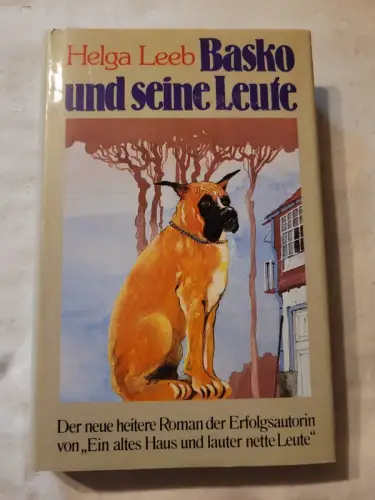 Helga Leeb Basko
und seine Leute
Der neue heitere Roman der Erfolgsautorin
von „Ein altes Haus und lauter nette Leute“